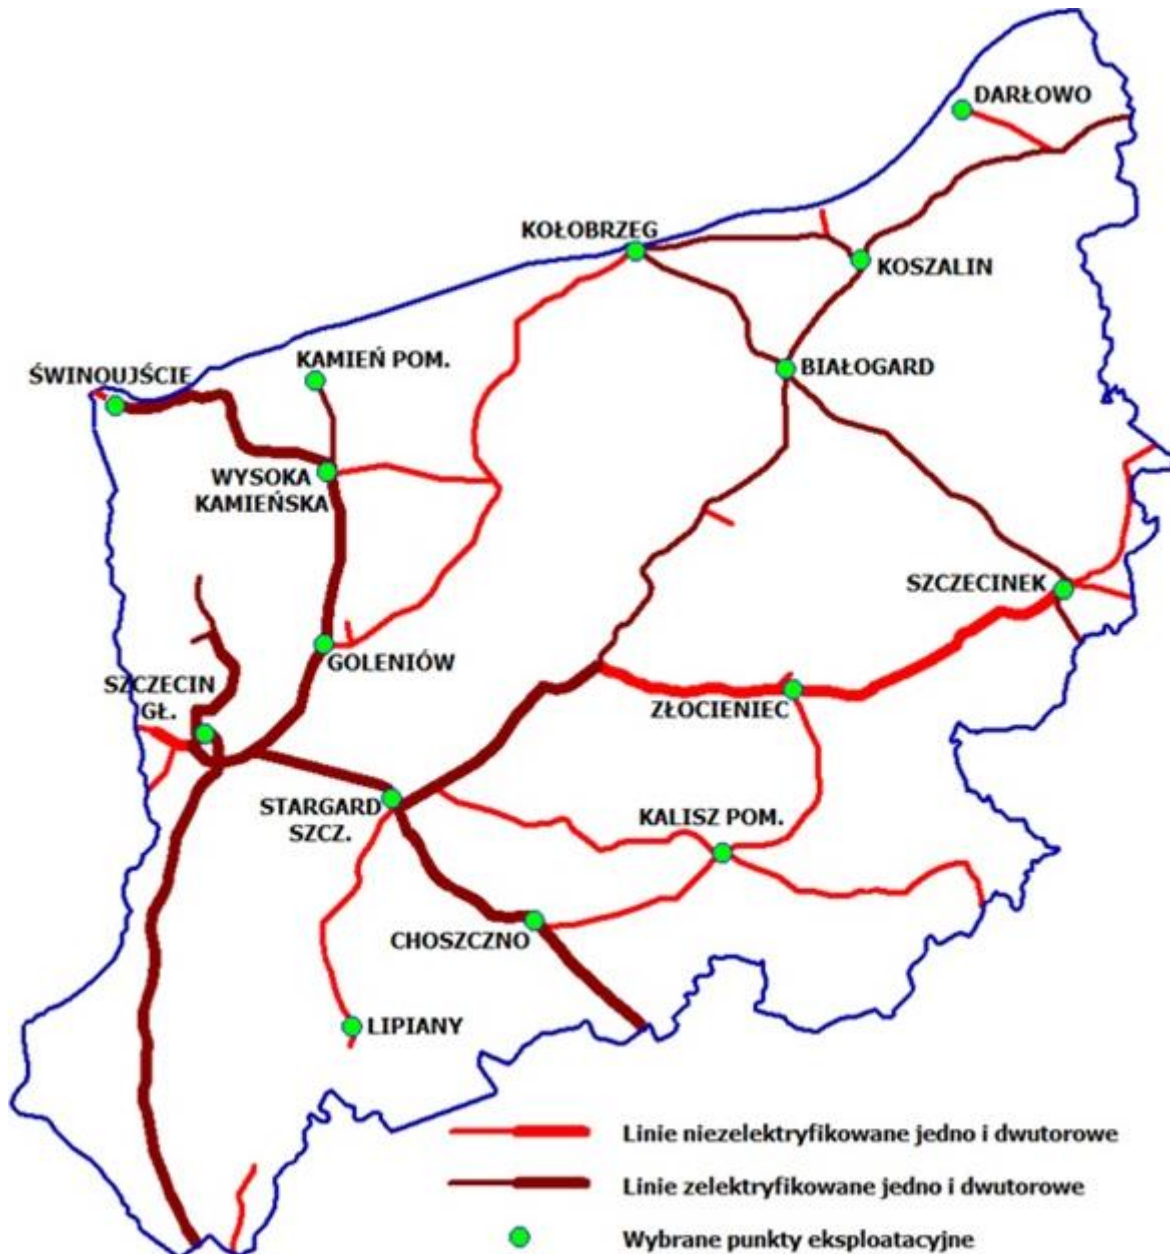 DARŁOWO
KOŁOBRZEG
KOSZALIN
KAMIEŃ POM.
ŚWINOUJŚCIE
BIAŁOGARD
WYSOKA
KAMIEŃSKA
SZCZECINEK
GOLENIÓW
SZCZECIN
GŁ.
ZŁOCIENIEC
STARGARD
SZCZ.
KALISZ POM.
CHOSZCZNO
LIPIANY
Linie niezelektryfikowane jedno i dwutorowe
Linie zelektryfikowane jedno i dwutorowe
Wybrane punkty eksploatacyjne